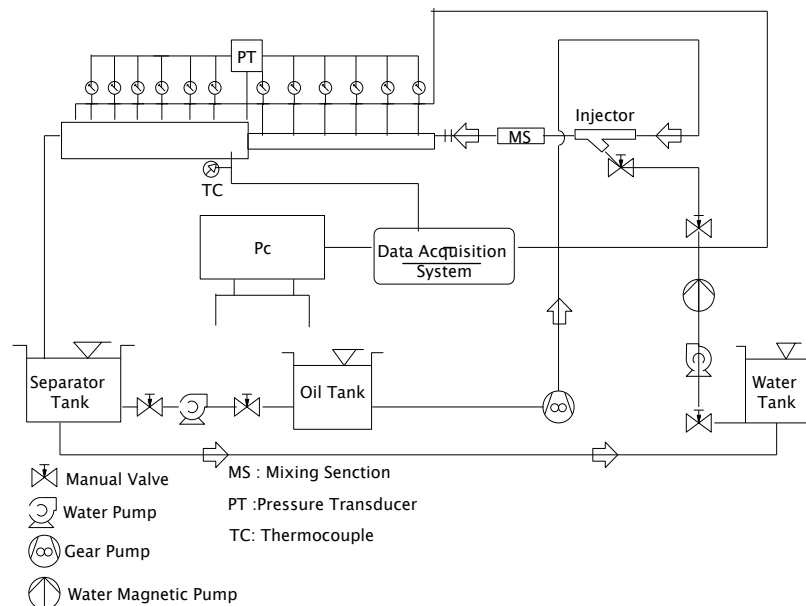 PT
Injector
MS
TC
Pc
Data Acquisition
System
Separator
Tank
Oil Tank
Water
Tank
Manual Valve
Water Pump
Gear Pump
Water Magnetic Pump
MS : Mixing Senction
PT :Pressure Transducer
TC: Thermocouple